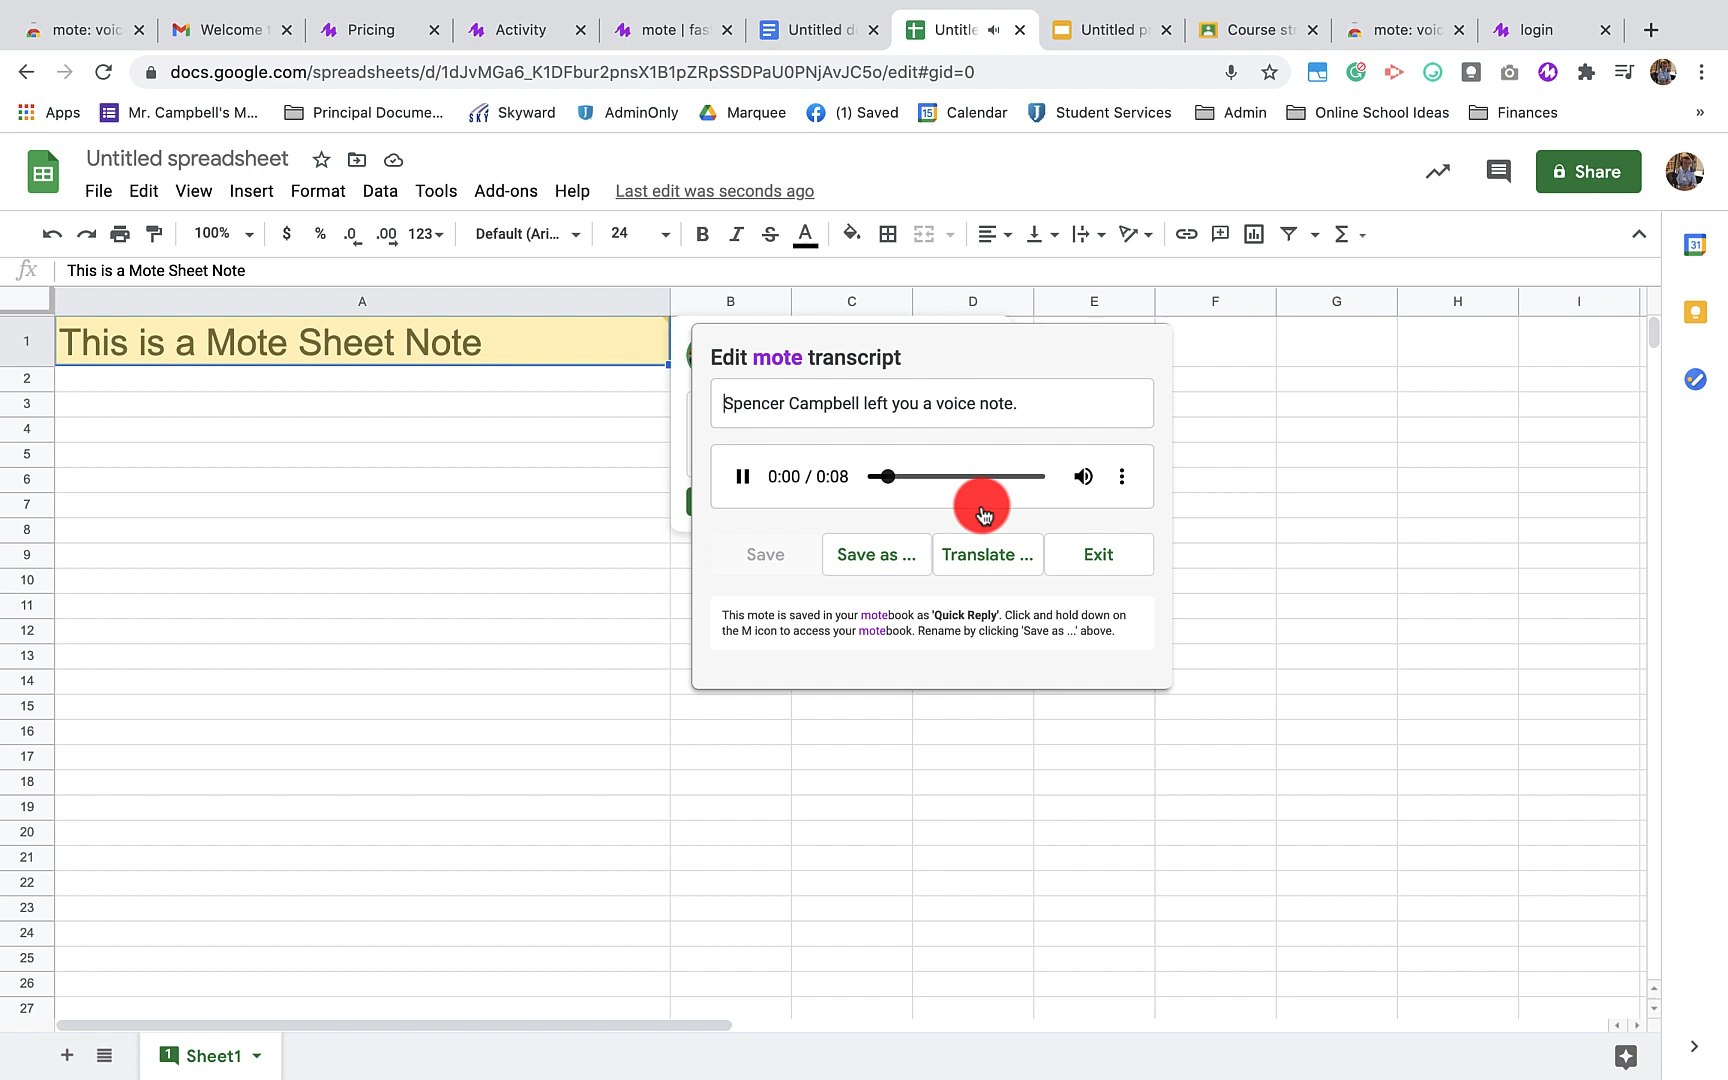 mote: voic
Welcome t
Pricing
Activity
mote | fas
Untitled d
Untitle
Untitled p
Course str
mote: voic
login
docs.google.com/spreadsheets/d/1dJvMGa6_K1DFbur2pnsX1B1pZRpSSDPaU0PNjAvJC5o/edit#gid=0
Apps
Mr. Campbell's M...
Principal Docume...
Skyward
AdminOnly
Marquee
(1) Saved
15 Calendar
Student Services
Admin
Online School Ideas
Finances
»
Untitled spreadsheet
File Edit View Insert Format Data Tools Add-ons Help Last edit was seconds ago
Share
100% $ % .0 .00 123 Default (Ari... 24 B I S A Σ
31
fx This is a Mote Sheet Note
A B C D E F G H I
1 This is a Mote Sheet Note
2
3
4
5
6
7
8
9
10
11
12
13
14
15
16
17
18
19
20
21
22
23
24
25
26
27
Edit mote transcript
Spencer Campbell left you a voice note.
0:00 / 0:08
Save Save as ... Translate ... Exit
This mote is saved in your motebook as 'Quick Reply'. Click and hold down on
the M icon to access your motebook. Rename by clicking 'Save as ...' above.
1 Sheet1